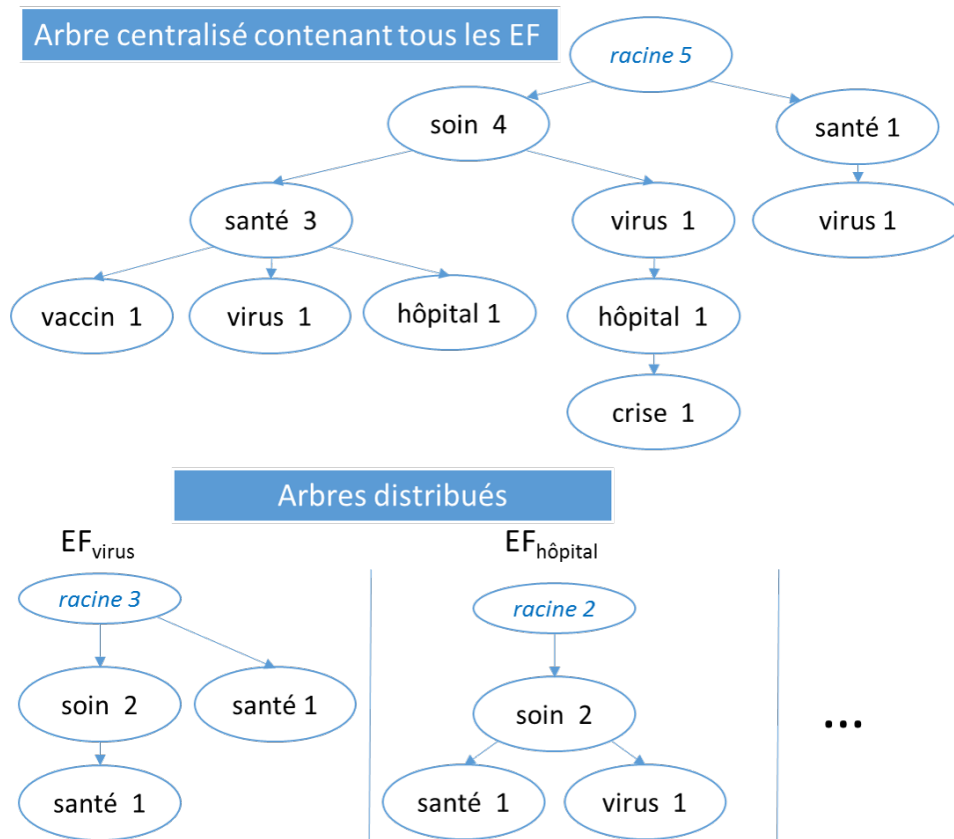 Arbre centralisé contenant tous les EF
racine 5
soin 4
santé 1
santé 3
virus 1
virus 1
vaccin 1
virus 1
hôpital 1
hôpital 1
crise 1
Arbres distribués
EFvirus
EFhôpital
racine 3
racine 2
soin 2
santé 1
soin 2
...
santé 1
santé 1
virus 1